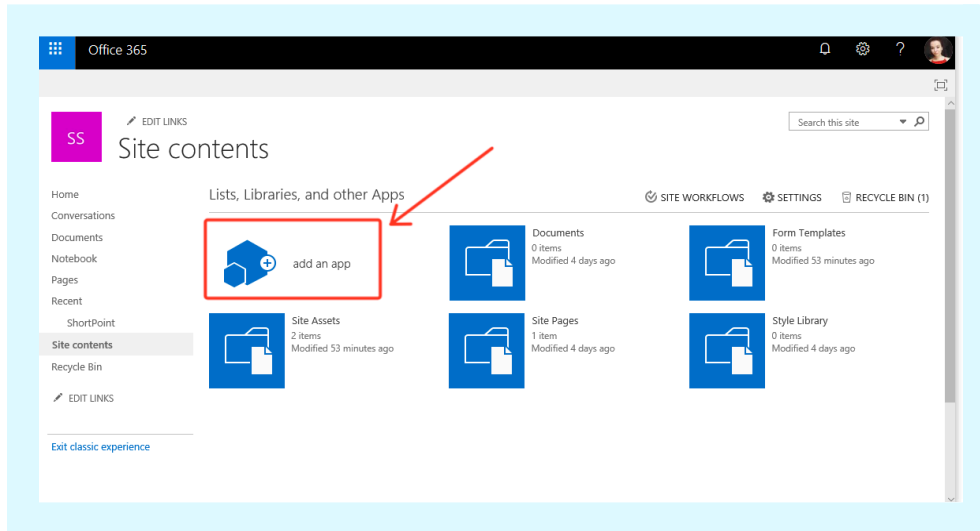 Office 365
?
EDIT LINKS
SS
Site contents
Search this site
Home
Conversations
Documents
Notebook
Pages
Recent
ShortPoint
Site contents
Recycle Bin
EDIT LINKS
Exit classic experience
Lists, Libraries, and other Apps
SITE WORKFLOWS SETTINGS RECYCLE BIN (1)
add an app
Documents
0 items
Modified 4 days ago
Form Templates
0 items
Modified 53 minutes ago
Site Assets
2 items
Modified 53 minutes ago
Site Pages
1 item
Modified 4 days ago
Style Library
0 items
Modified 4 days ago